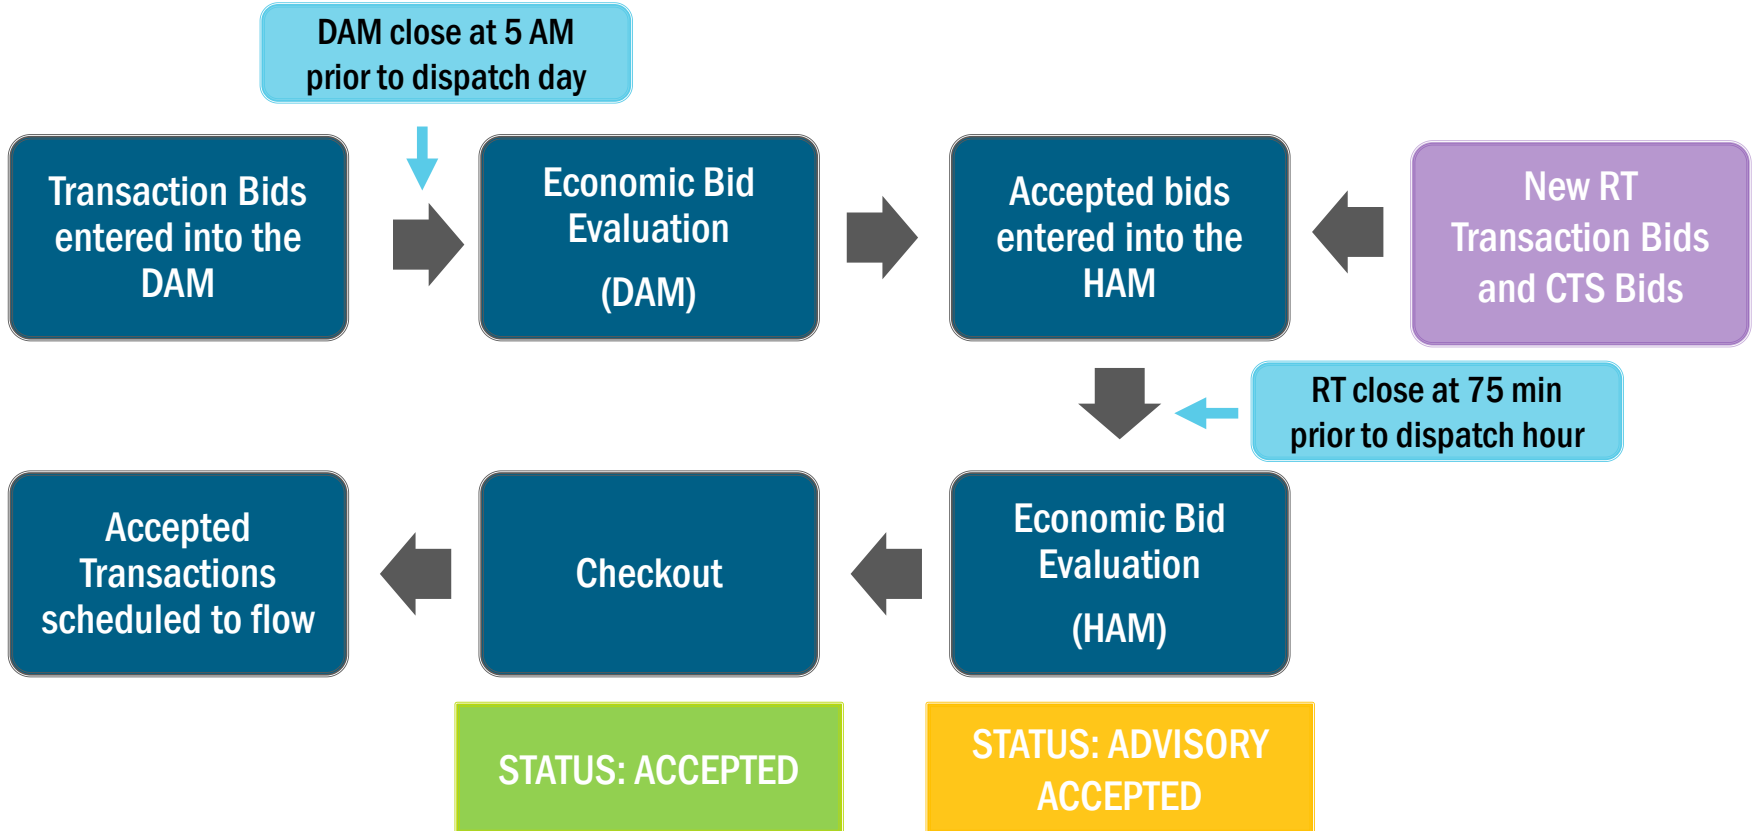 DAM close at 5 AM
prior to dispatch day
Transaction Bids
entered into the
DAM
Economic Bid
Evaluation
(DAM)
Accepted bids
entered into the
HAM
New RT
Transaction Bids
and CTS Bids
RT close at 75 min
prior to dispatch hour
Accepted
Transactions
scheduled to flow
Checkout
Economic Bid
Evaluation
(HAM)
STATUS: ACCEPTED
STATUS: ADVISORY
ACCEPTED